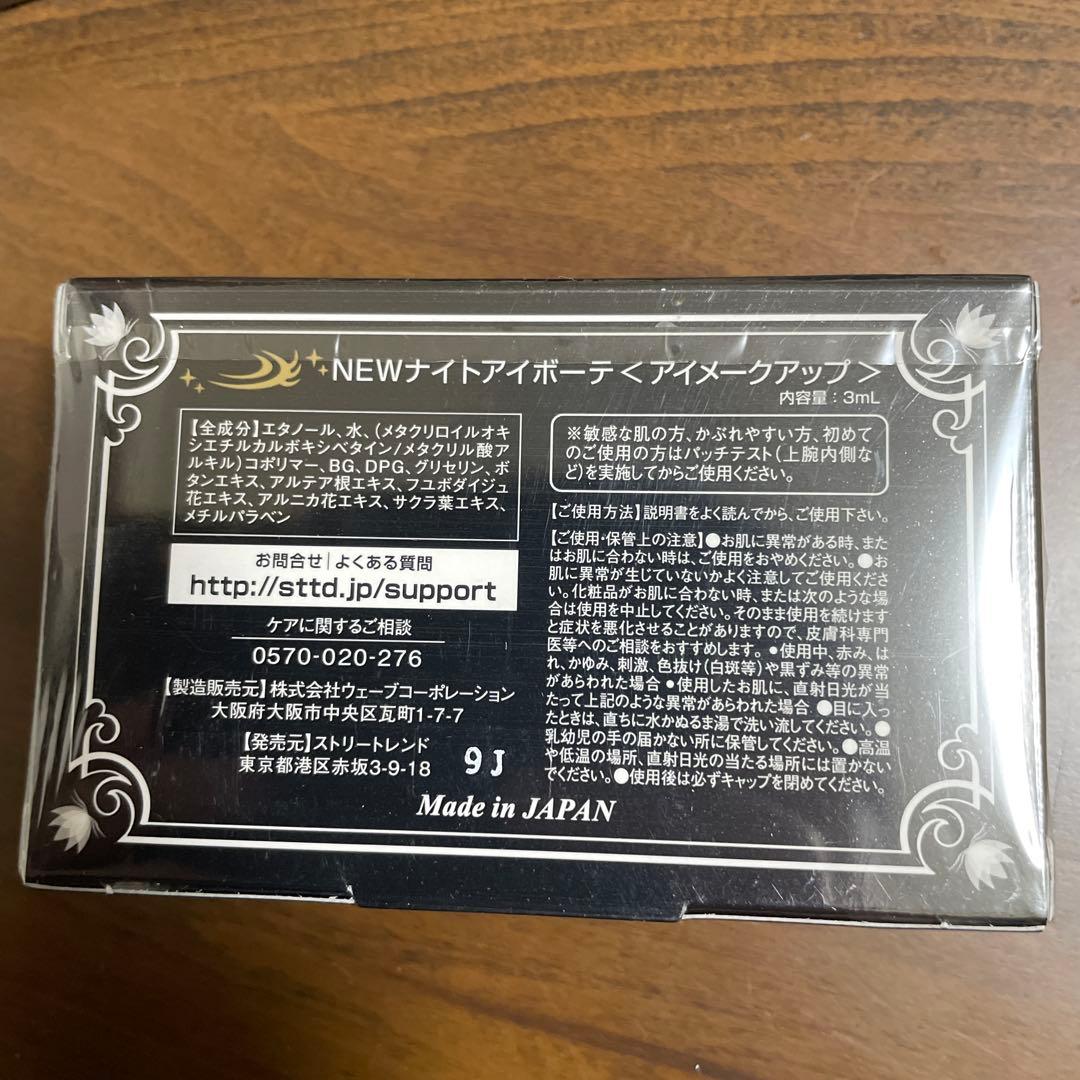 NEWナイトアイボーテ<アイメークアップ>
内容量：3mL
【全成分】エタノール、水、(メタクリロイルオキ
シエチルカルボキシベタイン/メタクリル酸ア
ルキル)コポリマー、BG、DPG、グリセリン、ボ
タンエキス、アルテア根エキス、フユボダイジュ
花エキス、アルニカ花エキス、サクラ葉エキス、
メチルパラベン
お問合せ|よくある質問
http://sttd.jp/support
ケアに関するご相談
0570-020-276
【製造販売元】株式会社ウェーブコーポレーション
大阪府大阪市中央区瓦町1-7-7
【発売元】ストリートレンド
東京都港区赤坂3-9-18
9J
※敏感な肌の方、かぶれやすい方、初めて
のご使用の方はパッチテスト(上腕内側な
ど)を実施してからご使用ください。
【ご使用方法】説明書をよく読んでから、ご使用下さい。
【ご使用・保管上の注意】●お肌に異常がある時、また
はお肌に合わない時は、ご使用をおやめください。●お
肌に異常が生じていないかよく注意してご使用くださ
い。化粧品がお肌に合わない時、または次のような場
合は使用を中止してください。そのまま使用を続けます
と症状を悪化させることがありますので、皮膚科専門
医等へのご相談をおすすめします。●使用中、赤み、は
れ、かゆみ、刺激、色抜け(白斑等)や黒ずみ等の異常
があらわれた場合●使用したお肌に、直射日光が当
たって上記のような異常があらわれた場合●目に入っ
たときは、直ちに水かぬるま湯で洗い流してください。●
乳幼児の手の届かない所に保管してください。●高温
や低温の場所、直射日光の当たる場所には置かない
でください。●使用後は必ずキャップを閉めてください。
Made in JAPAN